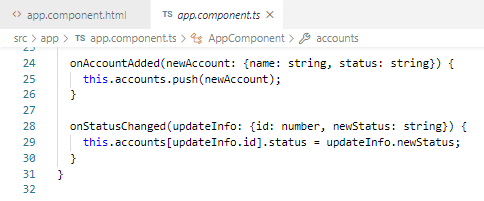 <> app.component.html
TS app.component.ts ×
src > app > TS app.component.ts > AppComponent > accounts
24 onAccountAdded(newAccount: {name: string, status: string}) {
25 this.accounts.push(newAccount);
26 }
27
28 onStatusChanged(updateInfo: {id: number, newStatus: string}) {
29 this.accounts[updateInfo.id].status = updateInfo.newStatus;
30 }
31 }
32